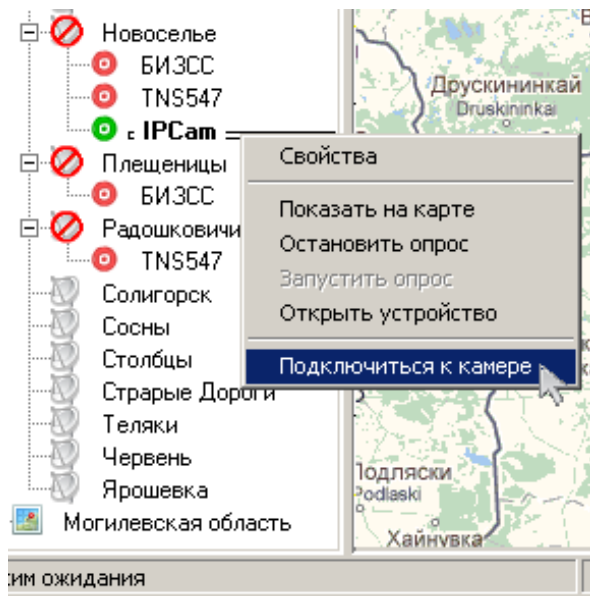 Новоселье
БИЗСС
TNS547
с IPCam
Плещеницы
БИЗСС
Радошковичи
TNS547
Солигорск
Сосны
Столбцы
Страрые Дороги
Теляки
Червень
Ярошевка
Могилевская область
Свойства
Показать на карте
Остановить опрос
Запустить опрос
Открыть устройство
Подключиться к камере
Друскининкай
Druskininkai
Подляски
Podlaski
Хайнувка
им ожидания